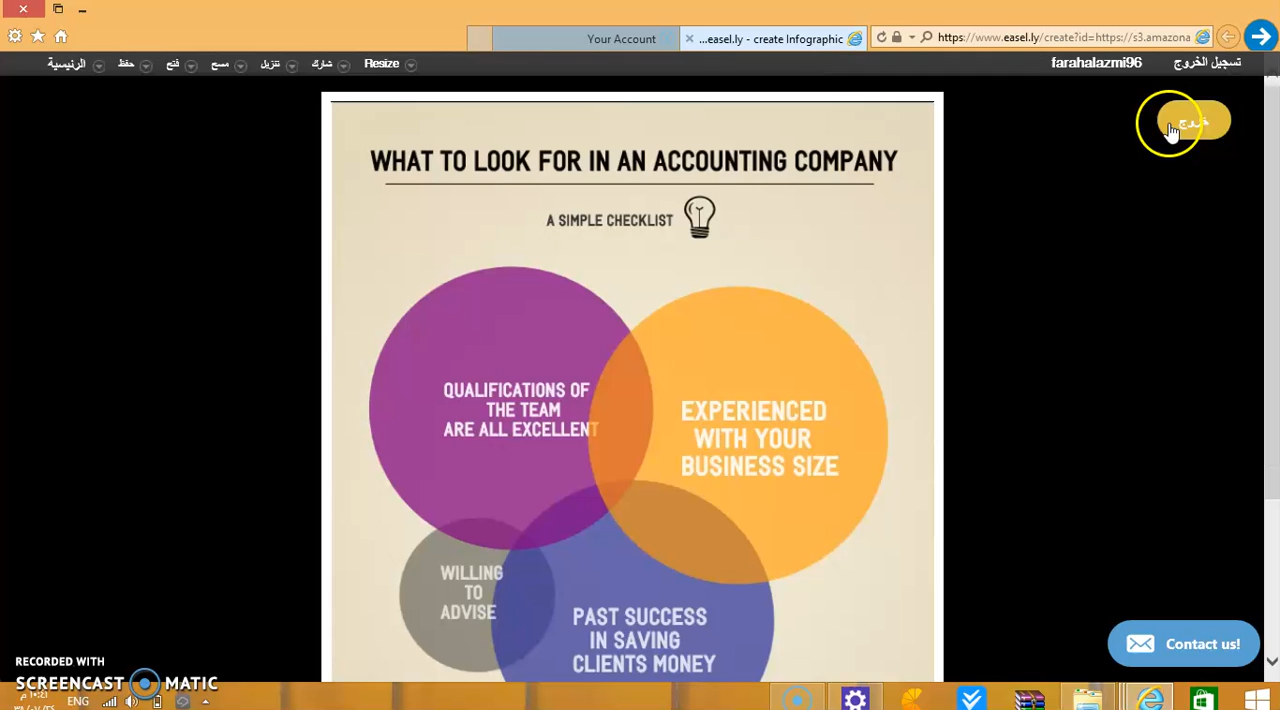 Your Account
...easel.ly - create Infographic
https://www.easel.ly/create?id=https://s3.amazona
الرئيسية
حفظ
فتح
مسح
تنزيل
شارك
Resize
farahalazmi96
تسجيل الخروج
خروج
WHAT TO LOOK FOR IN AN ACCOUNTING COMPANY
A SIMPLE CHECKLIST
QUALIFICATIONS OF
THE TEAM
ARE ALL EXCELLENT
EXPERIENCED
WITH YOUR
BUSINESS SIZE
WILLING
TO
ADVISE
PAST SUCCESS
IN SAVING
CLIENTS MONEY
Contact us!
RECORDED WITH
SCREENCAST MATIC
ENG